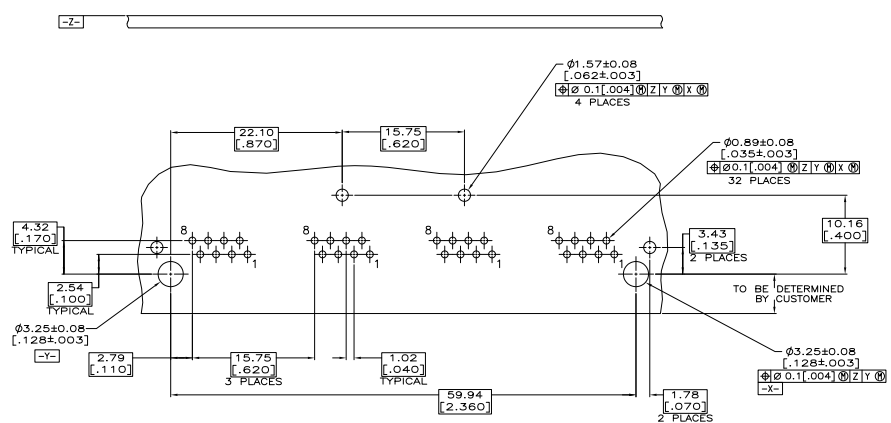 -Z-
Ø1.57±0.08
[.062±.003]
⌖ Ø 0.1[.004] Ⓜ Z Y Ⓜ X Ⓜ
4 PLACES
22.10
[.870]
15.75
[.620]
Ø0.89±0.08
[.035±.003]
⌖ Ø0.1[.004] Ⓜ Z Y Ⓜ X Ⓜ
32 PLACES
4.32
[.170]
TYPICAL
8
8
8
8
1
1
1
1
3.43
[.135]
2 PLACES
10.16
[.400]
2.54
[.100]
TYPICAL
TO BE DETERMINED
BY CUSTOMER
Ø3.25±0.08
[.128±.003]
-Y-
2.79
[.110]
15.75
[.620]
3 PLACES
1.02
[.040]
TYPICAL
Ø3.25±0.08
[.128±.003]
⌖ Ø 0.1[.004] Ⓜ Z Y Ⓜ
-X-
59.94
[2.360]
1.78
[.070]
2 PLACES